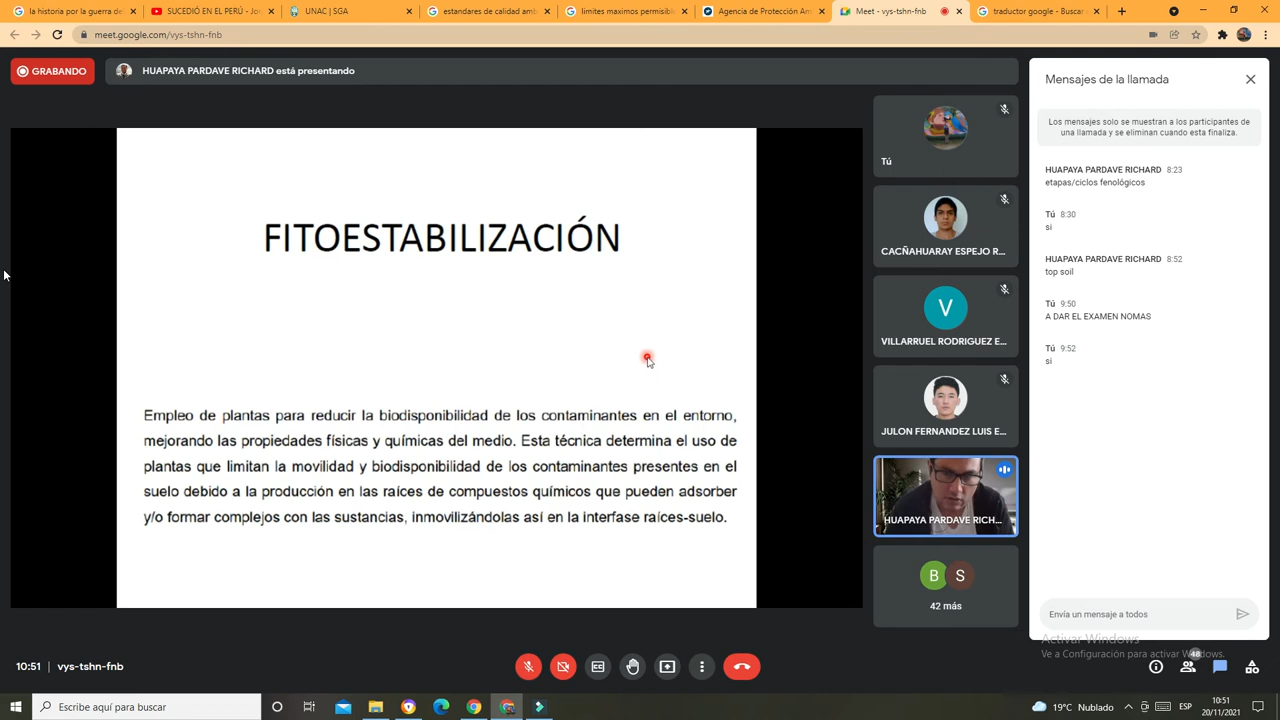 la historia por la guerra de
SUCEDIÓ EN EL PERÚ - Jor
UNAC | SGA
estandares de calidad amb
limites maximos permisible
Agencia de Protección Am
Meet - vys-tshn-fnb
traductor google - Buscar
meet.google.com/vys-tshn-fnb
GRABANDO
HUAPAYA PARDAVE RICHARD está presentando
FITOESTABILIZACIÓN
Empleo de plantas para reducir la biodisponibilidad de los contaminantes en el entorno,
mejorando las propiedades físicas y químicas del medio. Esta técnica determina el uso de
plantas que limitan la movilidad y biodisponibilidad de los contaminantes presentes en el
suelo debido a la producción en las raíces de compuestos químicos que pueden adsorber
y/o formar complejos con las sustancias, inmovilizándolas así en la interfase raíces-suelo.
Tú
CACÑAHUARAY ESPEJO R...
V
VILLARRUEL RODRIGUEZ E...
JULON FERNANDEZ LUIS E...
HUAPAYA PARDAVE RICH...
B S
42 más
Mensajes de la llamada
Los mensajes solo se muestran a los participantes de
una llamada y se eliminan cuando esta finaliza.
HUAPAYA PARDAVE RICHARD 8:23
etapas/ciclos fenológicos
Tú 8:30
si
HUAPAYA PARDAVE RICHARD 8:52
top soil
Tú 9:50
A DAR EL EXAMEN NOMAS
Tú 9:52
si
Envía un mensaje a todos
Activar Windows
Ve a Configuración para activar Windows.
10:51 | vys-tshn-fnb
48
Escribe aquí para buscar
19°C Nublado
ESP
10:51
20/11/2021